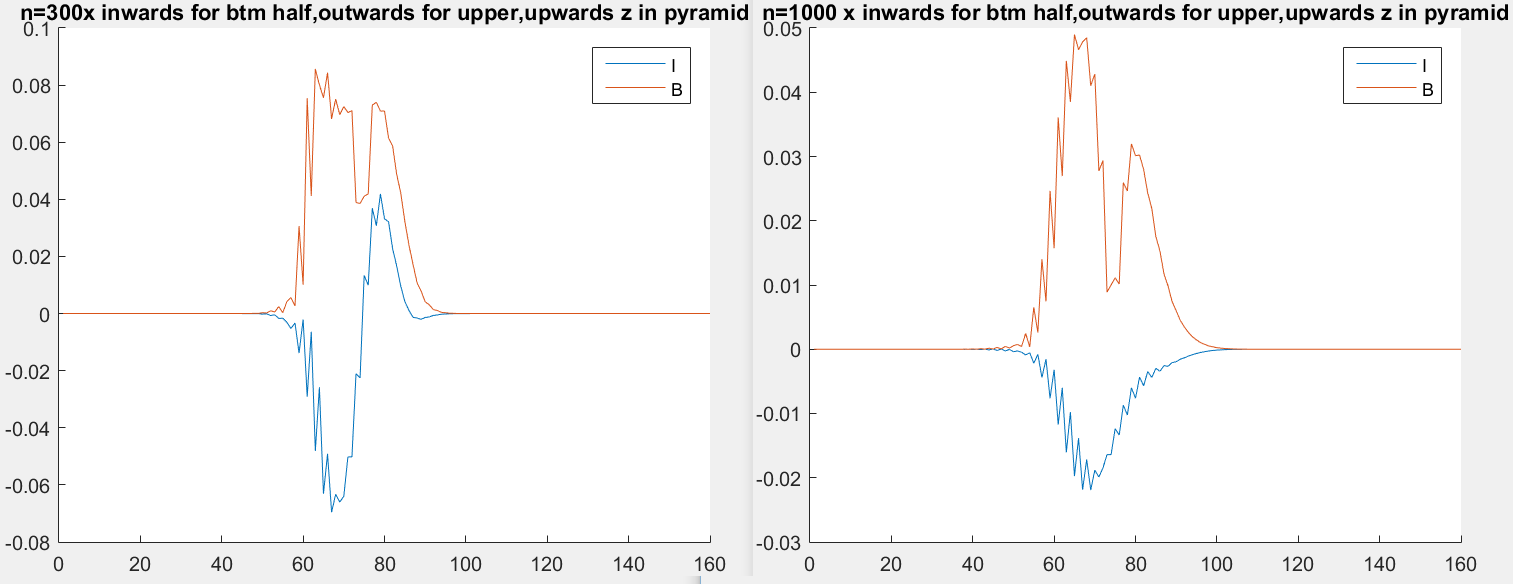 n=300x inwards for btm half,outwards for upper,upwards z in pyramid
0.1
0.08
0.06
0.04
0.02
0
-0.02
-0.04
-0.06
-0.08
0 20 40 60 80 100 120 140 160
I
B
n=1000 x inwards for btm half,outwards for upper,upwards z in pyramid
0.05
0.04
0.03
0.02
0.01
0
-0.01
-0.02
-0.03
0 20 40 60 80 100 120 140 160
I
B